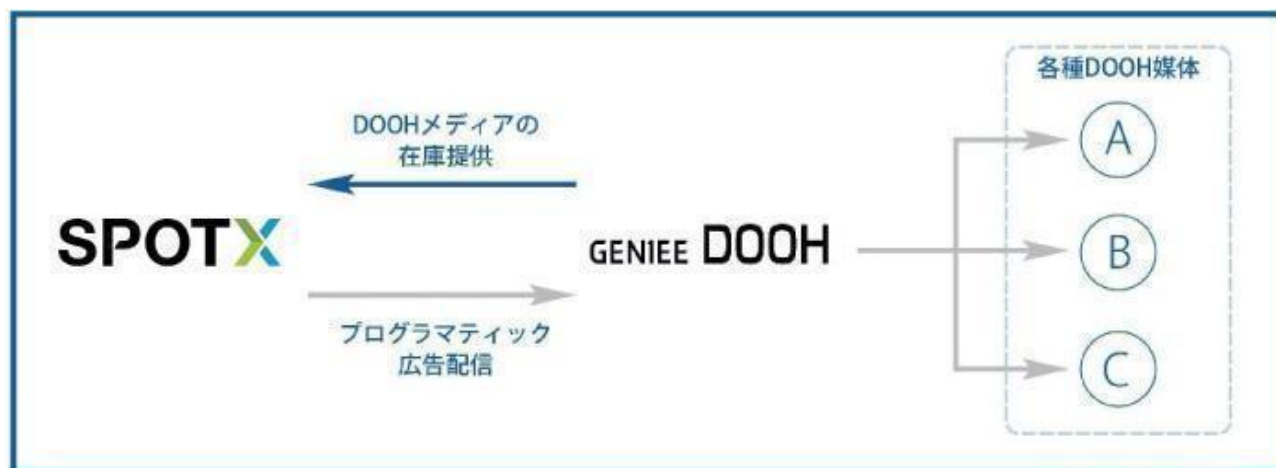 各種DOOH媒体
DOOHメディアの
在庫提供
A
SPOTX
GENIEE DOOH
B
プログラマティック
広告配信
C